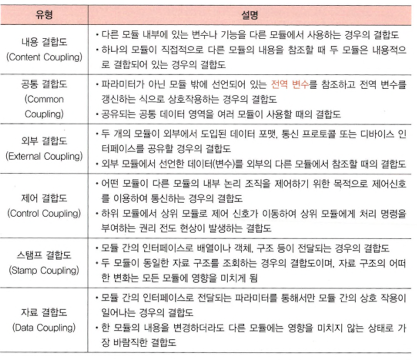 유형
설명
내용 결합도
(Content Coupling)
• 다른 모듈 내부에 있는 변수나 기능을 다른 모듈에서 사용하는 경우의 결합도
• 하나의 모듈이 직접적으로 다른 모듈의 내용을 참조할 때 두 모듈은 내용적으
로 결합되어 있는 경우의 결합도
공통 결합도
(Common
Coupling)
• 파라미터가 아닌 모듈 밖에 선언되어 있는 전역 변수를 참조하고 전역 변수를
갱신하는 식으로 상호작용하는 경우의 결합도
• 공유되는 공통 데이터 영역을 여러 모듈이 사용할 때의 결합도
외부 결합도
(External Coupling)
• 두 개의 모듈이 외부에서 도입된 데이터 포맷, 통신 프로토콜 또는 디바이스 인
터페이스를 공유할 경우의 결합도
• 외부 모듈에서 선언한 데이터(변수)를 외부의 다른 모듈에서 참조할 때의 결합도
제어 결합도
(Control Coupling)
• 어떤 모듈이 다른 모듈의 내부 논리 조직을 제어하기 위한 목적으로 제어신호
를 이용하여 통신하는 경우의 결합도
• 하위 모듈에서 상위 모듈로 제어 신호가 이동하여 상위 모듈에게 처리 명령을
부여하는 권리 전도 현상이 발생하는 결합도
스탬프 결합도
(Stamp Coupling)
• 모듈 간의 인터페이스로 배열이나 객체, 구조 등이 전달되는 경우의 결합도
• 두 모듈이 동일한 자료 구조를 조회하는 경우의 결합도이며, 자료 구조의 어떠
한 변화는 모든 모듈에 영향을 미치게 됨
자료 결합도
(Data Coupling)
• 모듈 간의 인터페이스로 전달되는 파라미터를 통해서만 모듈 간의 상호 작용이
일어나는 경우의 결합도
• 한 모듈의 내용을 변경하더라도 다른 모듈에는 영향을 미치지 않는 상태로 가
장 바람직한 결합도